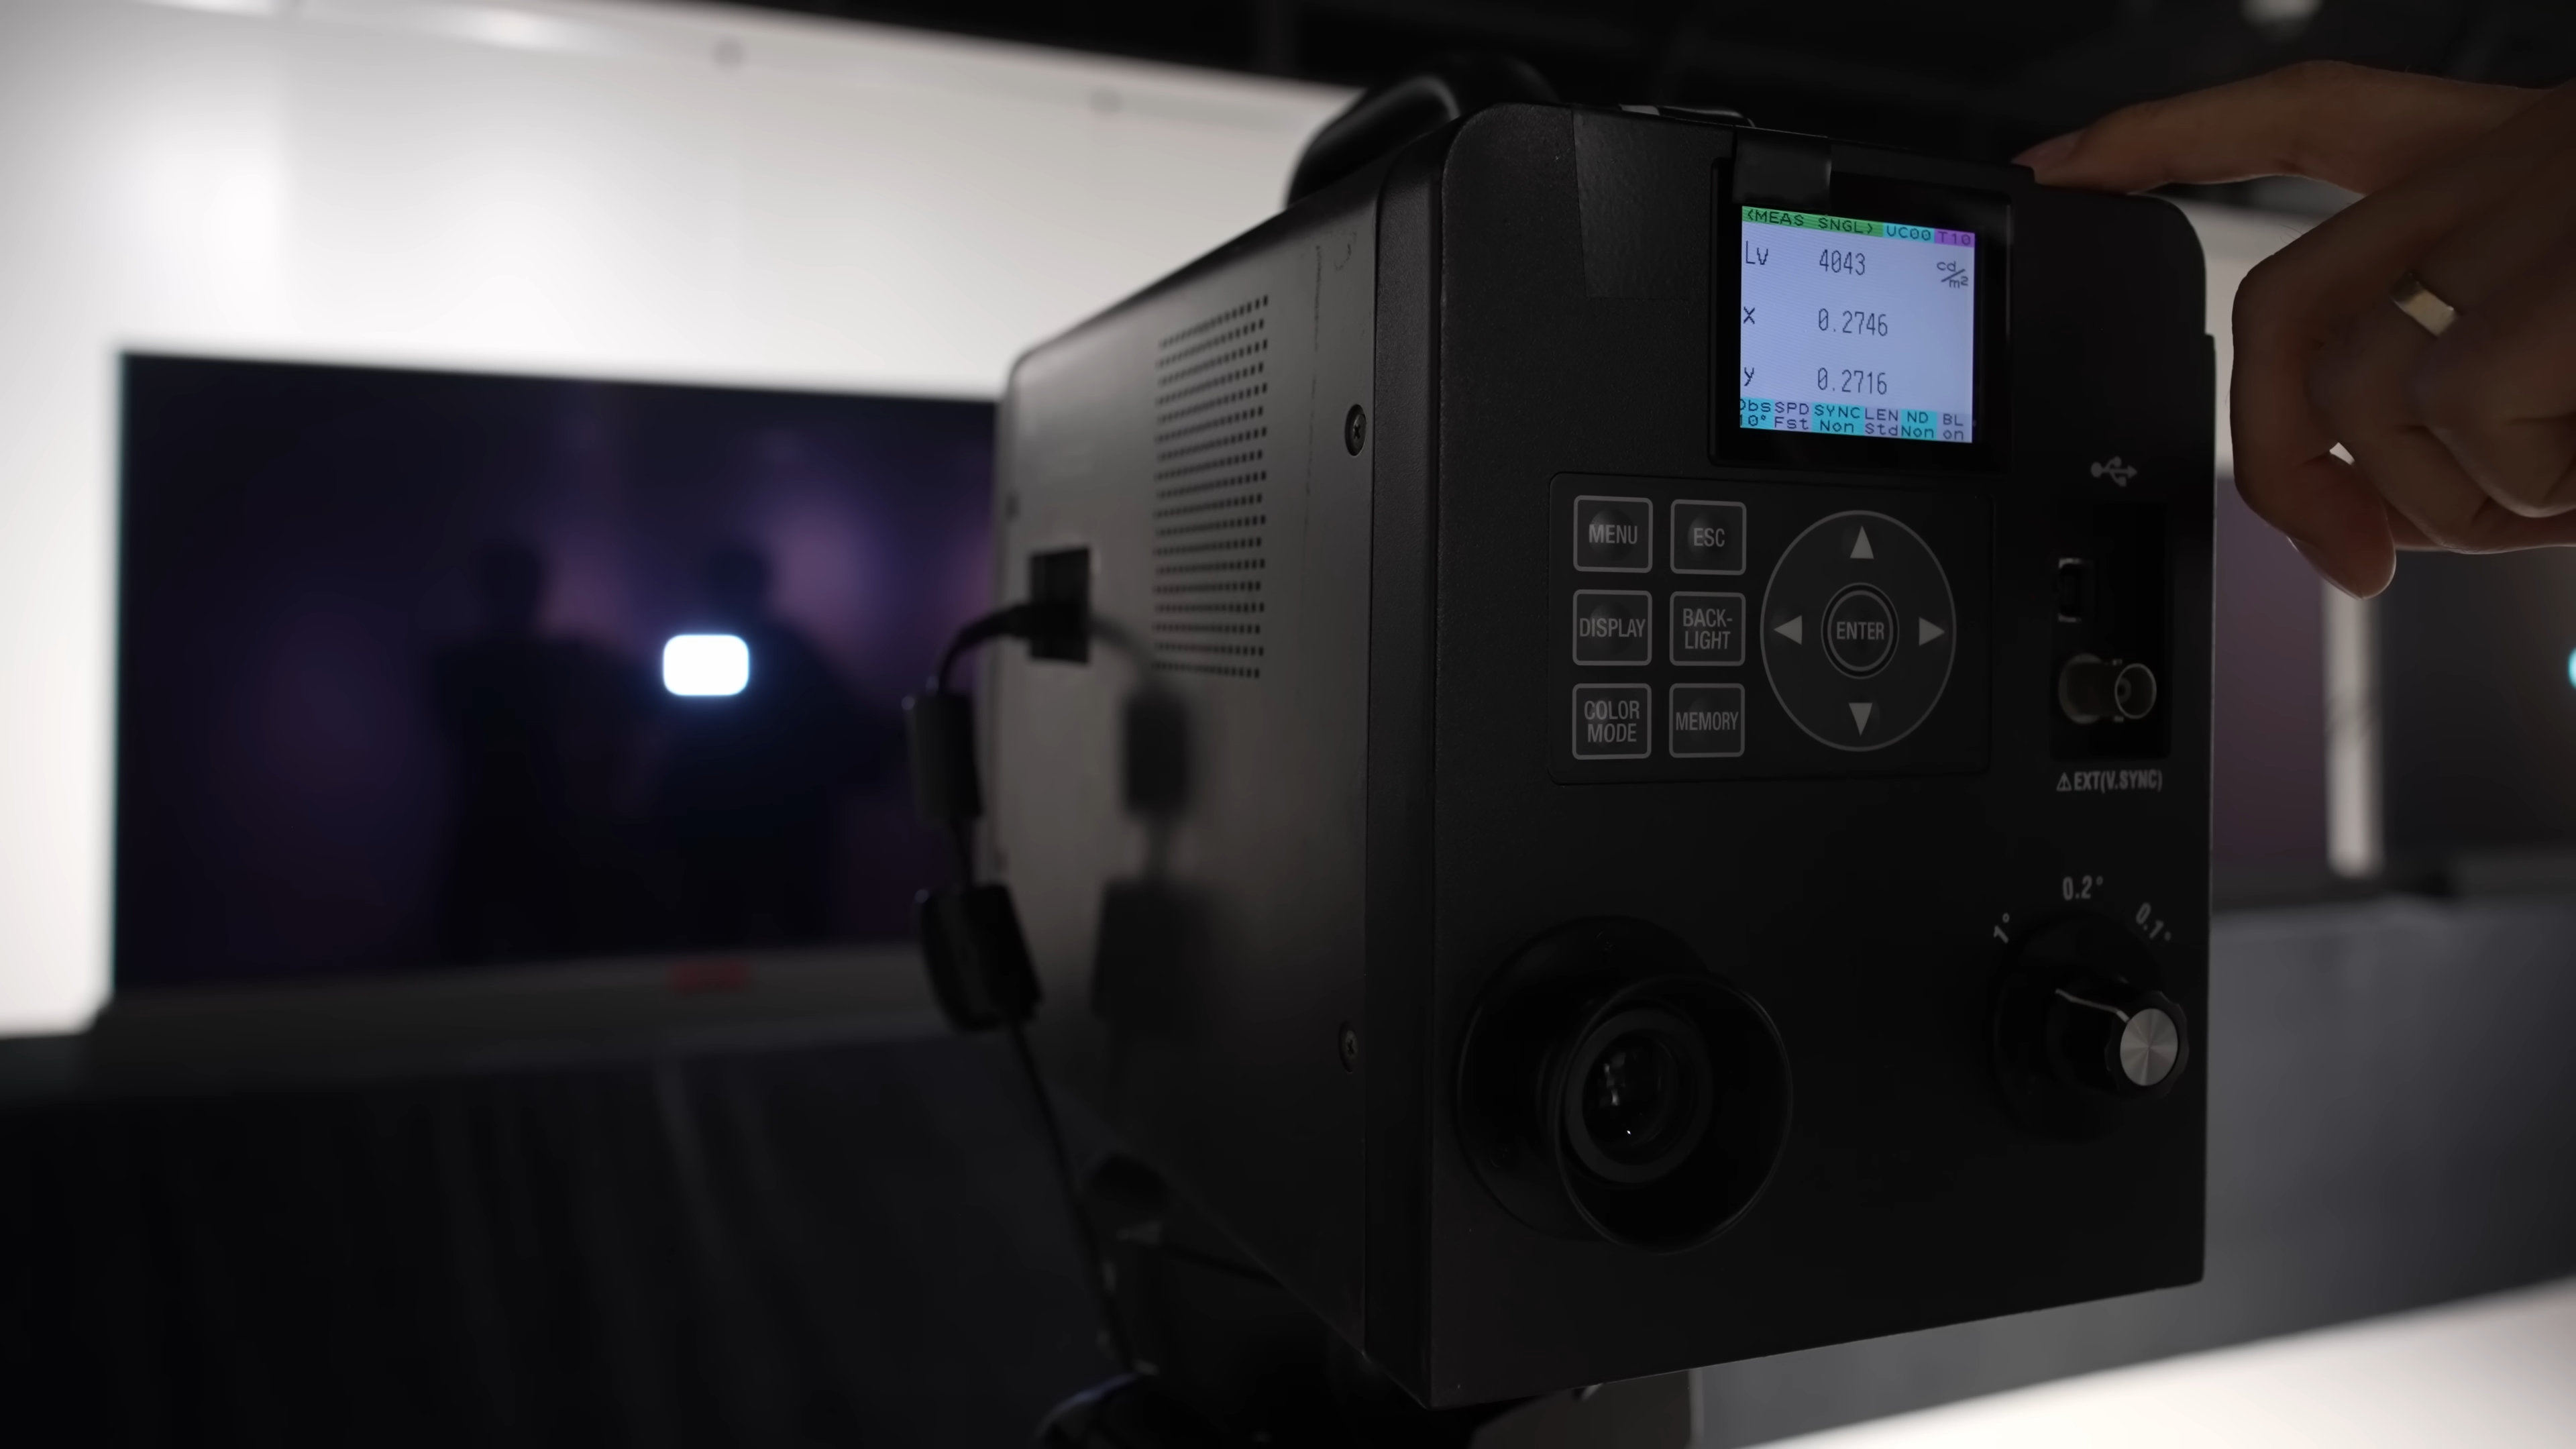 <MEAS SNGL> UC00 T10
Lv 4043 cd/m²
x 0.2746
y 0.2716
Obs SPD SYNC LEN ND BL
10° Fst Non Std Non on
MENU ESC
DISPLAY BACK-
LIGHT
ENTER
COLOR
MODE
MEMORY
⚠EXT(V.SYNC)
1° 0.2° 0.1°